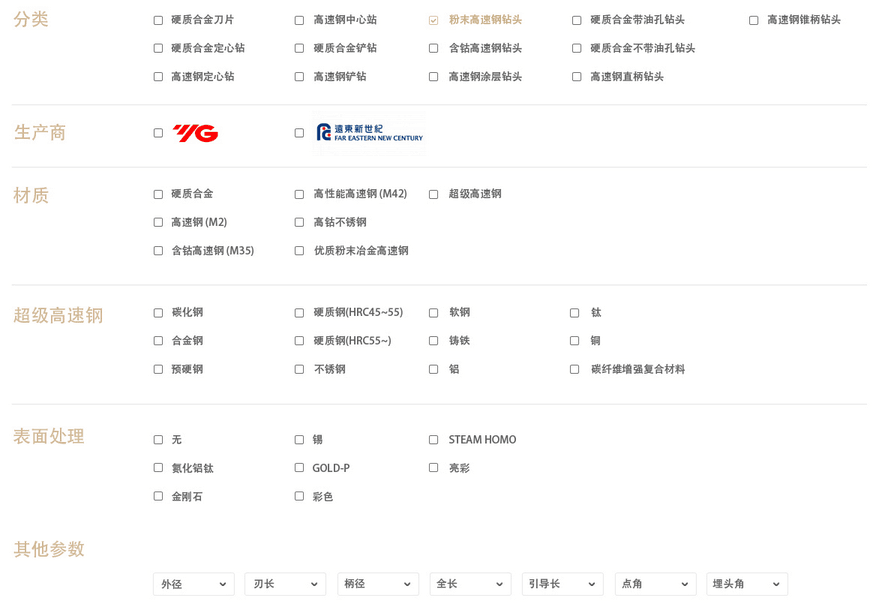 分类
硬质合金刀片 高速钢中心站 粉末高速钢钻头 硬质合金带油孔钻头 高速钢锥柄钻头
硬质合金定心钻 硬质合金铲钻 含钴高速钢钻头 硬质合金不带油孔钻头
高速钢定心钻 高速钢铲钻 高速钢涂层钻头 高速钢直柄钻头
生产商
YG 遠東新世紀
FAR EASTERN NEW CENTURY
材质
硬质合金 高性能高速钢 (M42) 超级高速钢
高速钢 (M2) 高钴不锈钢
含钴高速钢 (M35) 优质粉末冶金高速钢
超级高速钢
碳化钢 硬质钢(HRC45~55) 软钢 钛
合金钢 硬质钢(HRC55~) 铸铁 铜
预硬钢 不锈钢 铝 碳纤维增强复合材料
表面处理
无 锡 STEAM HOMO
氮化铝钛 GOLD-P 亮彩
金刚石 彩色
其他参数
外径 刃长 柄径 全长 引导长 点角 埋头角